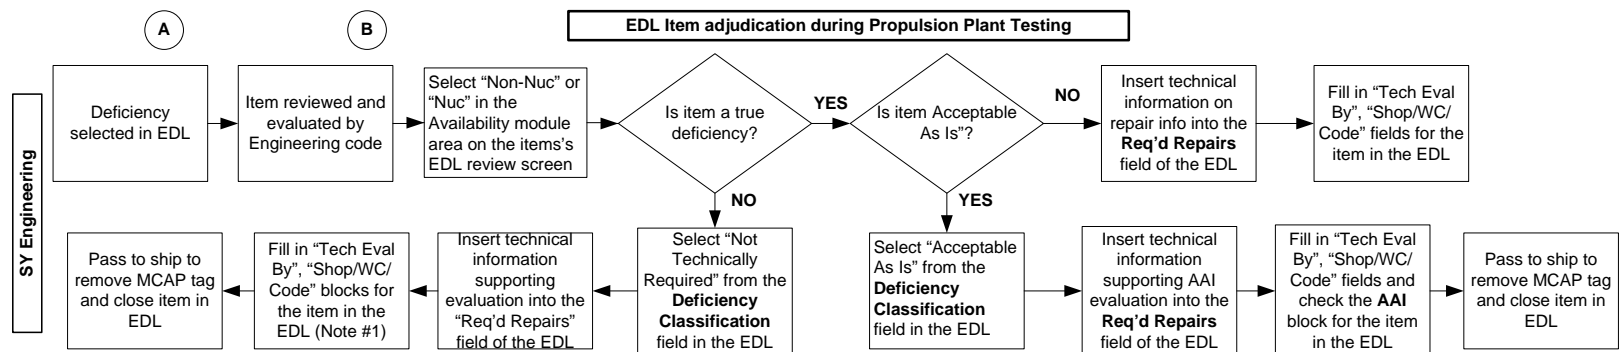 A
B
EDL Item adjudication during Propulsion Plant Testing
SY Engineering
Deficiency
selected in EDL
Item reviewed and
evaluated by
Engineering code
Select “Non-Nuc” or
“Nuc” in the
Availability module
area on the items’s
EDL review screen
Is item a true
deficiency?
YES
Is item Acceptable
As Is”?
NO
Insert technical
information on
repair info into the
Req’d Repairs
field of the EDL
Fill in “Tech Eval
By”, “Shop/WC/
Code” fields for the
item in the EDL
NO
YES
Pass to ship to
remove MCAP tag
and close item in
EDL
Fill in “Tech Eval
By”, “Shop/WC/
Code” blocks for
the item in the
EDL (Note #1)
Insert technical
information
supporting
evaluation into the
“Req’d Repairs”
field of the EDL
Select “Not
Technically
Required” from the
Deficiency
Classification
field in the EDL
Select “Acceptable
As Is” from the
Deficiency
Classification
field in the EDL
Insert technical
information
supporting AAI
evaluation into the
Req’d Repairs
field of the EDL
Fill in “Tech Eval
By”, “Shop/WC/
Code” fields and
check the AAI
block for the item
in the EDL
Pass to ship to
remove MCAP tag
and close item in
EDL